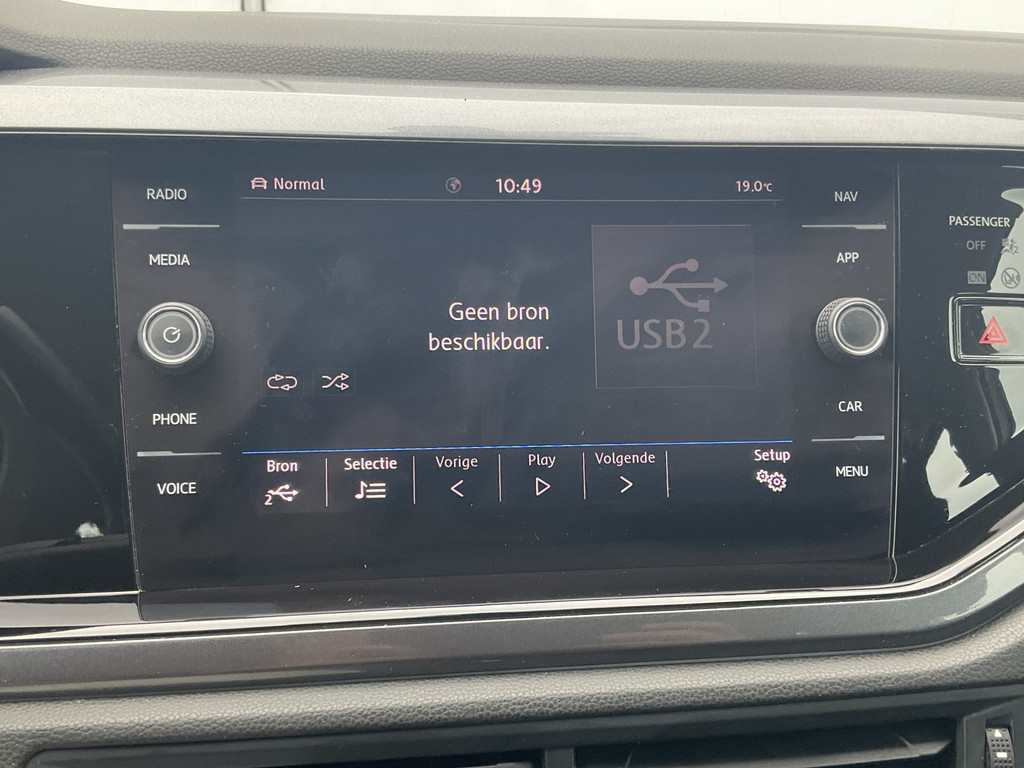 RADIO
MEDIA
PHONE
VOICE
Normal
10:49
19.0°C
Geen bron
beschikbaar.
USB2
Bron
2
Selectie
Vorige
Play
Volgende
Setup
NAV
APP
CAR
MENU
PASSENGER
OFF
ON